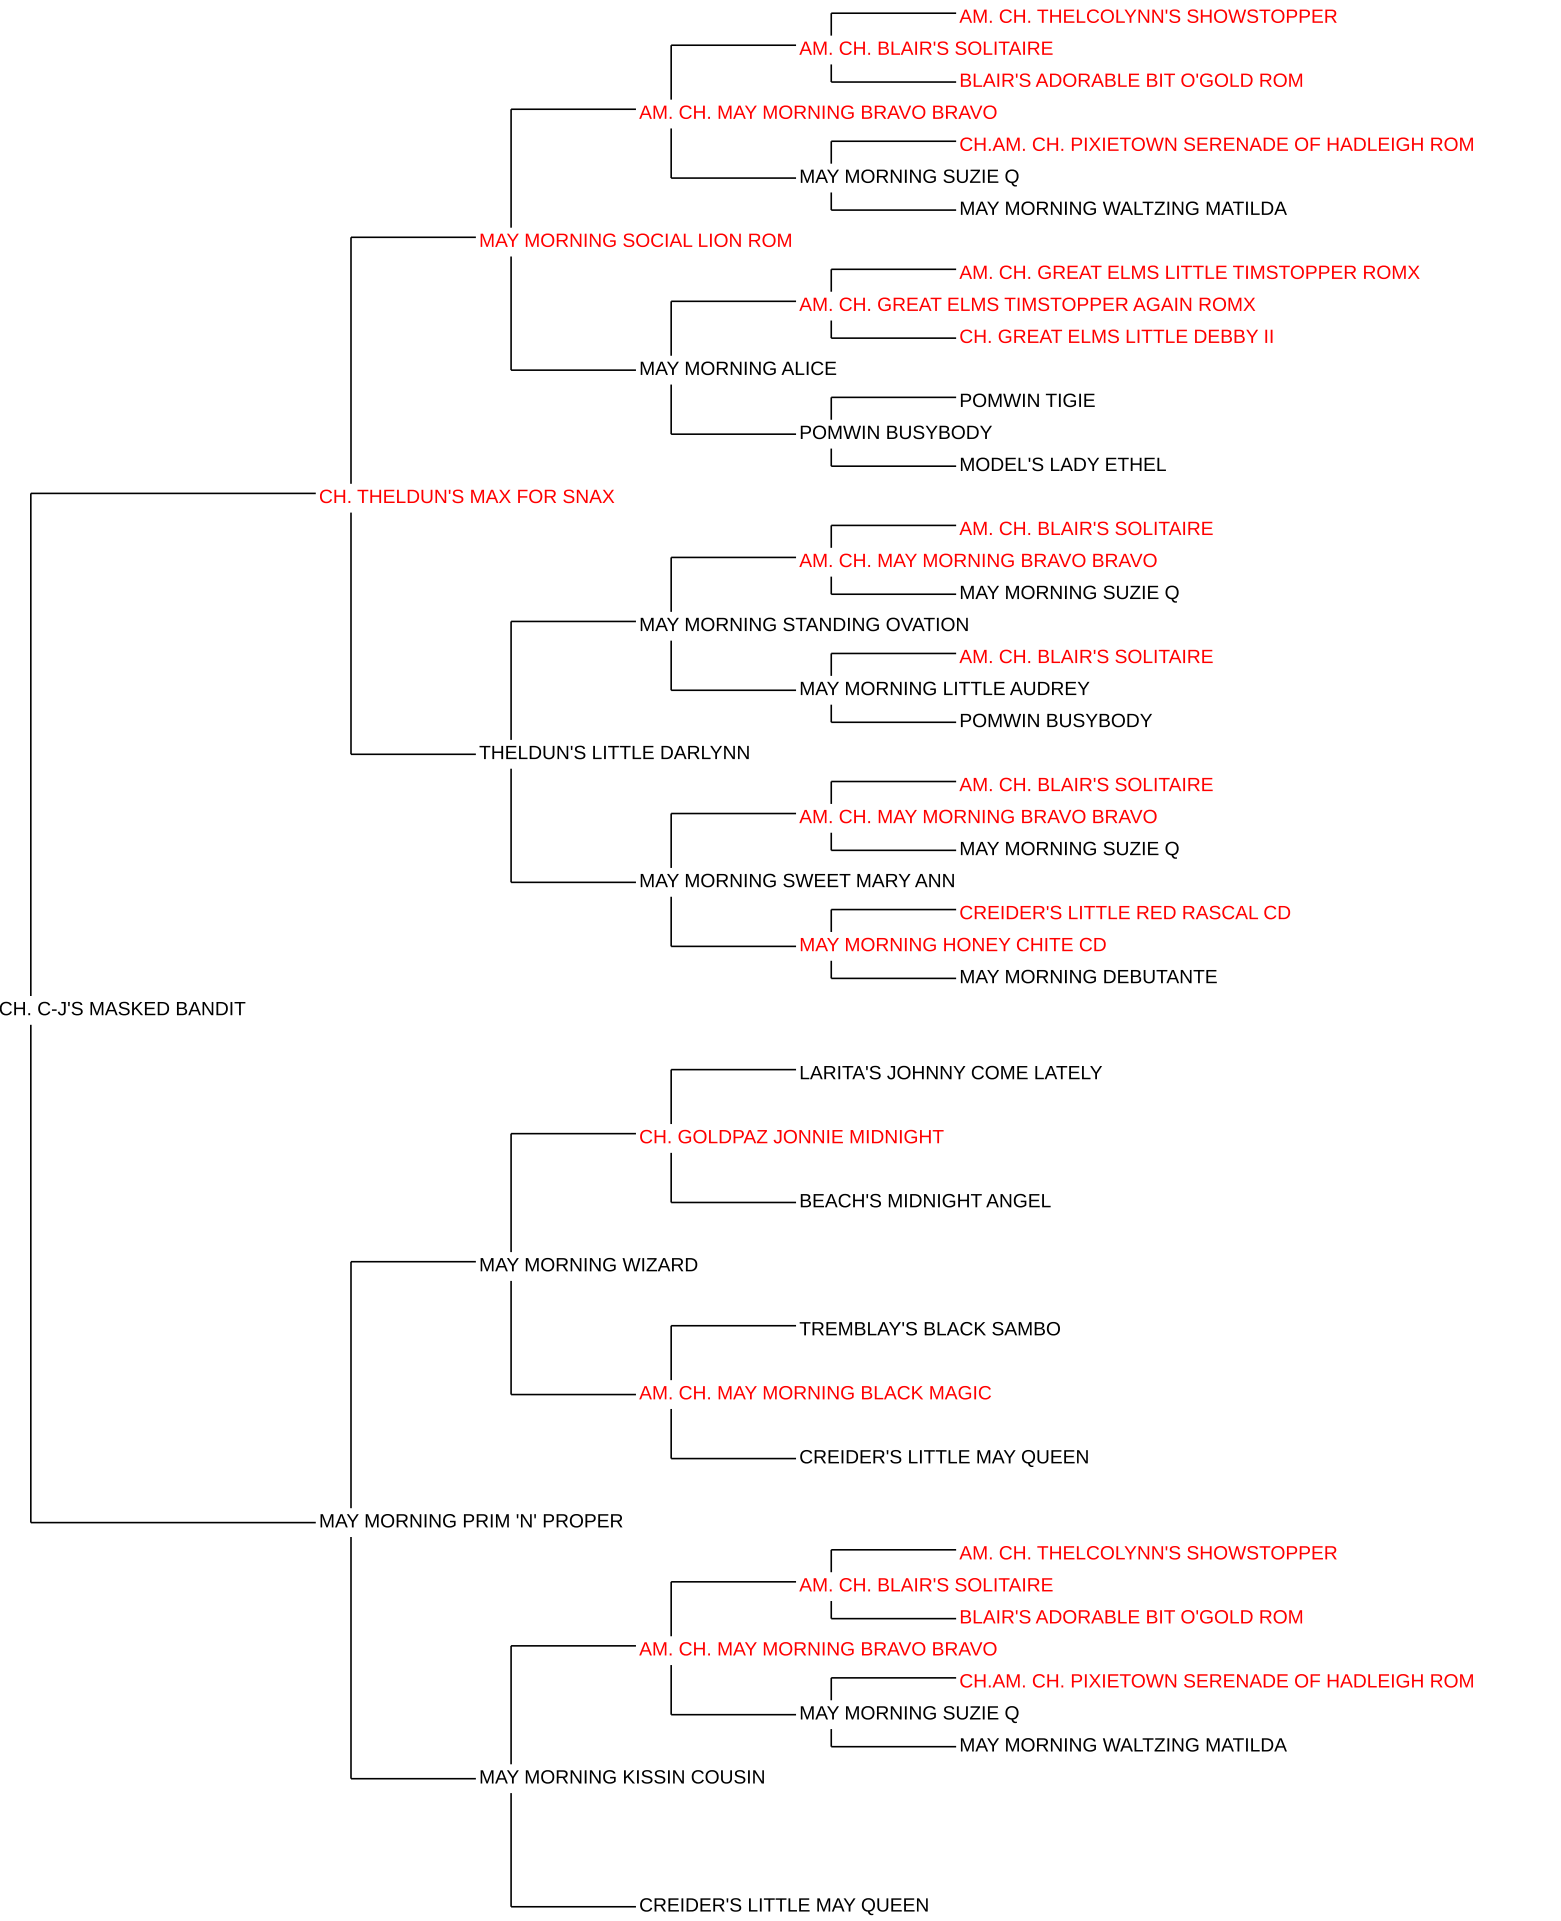 AM. CH. THELCOLYNN'S SHOWSTOPPER
AM. CH. BLAIR'S SOLITAIRE
BLAIR'S ADORABLE BIT O'GOLD ROM
AM. CH. MAY MORNING BRAVO BRAVO
CH.AM. CH. PIXIETOWN SERENADE OF HADLEIGH ROM
MAY MORNING SUZIE Q
MAY MORNING WALTZING MATILDA
MAY MORNING SOCIAL LION ROM
AM. CH. GREAT ELMS LITTLE TIMSTOPPER ROMX
AM. CH. GREAT ELMS TIMSTOPPER AGAIN ROMX
CH. GREAT ELMS LITTLE DEBBY II
MAY MORNING ALICE
POMWIN TIGIE
POMWIN BUSYBODY
MODEL'S LADY ETHEL
CH. THELDUN'S MAX FOR SNAX
AM. CH. BLAIR'S SOLITAIRE
AM. CH. MAY MORNING BRAVO BRAVO
MAY MORNING SUZIE Q
MAY MORNING STANDING OVATION
AM. CH. BLAIR'S SOLITAIRE
MAY MORNING LITTLE AUDREY
POMWIN BUSYBODY
THELDUN'S LITTLE DARLYNN
AM. CH. BLAIR'S SOLITAIRE
AM. CH. MAY MORNING BRAVO BRAVO
MAY MORNING SUZIE Q
MAY MORNING SWEET MARY ANN
CREIDER'S LITTLE RED RASCAL CD
MAY MORNING HONEY CHITE CD
MAY MORNING DEBUTANTE
CH. C-J'S MASKED BANDIT
LARITA'S JOHNNY COME LATELY
CH. GOLDPAZ JONNIE MIDNIGHT
BEACH'S MIDNIGHT ANGEL
MAY MORNING WIZARD
TREMBLAY'S BLACK SAMBO
AM. CH. MAY MORNING BLACK MAGIC
CREIDER'S LITTLE MAY QUEEN
MAY MORNING PRIM 'N' PROPER
AM. CH. THELCOLYNN'S SHOWSTOPPER
AM. CH. BLAIR'S SOLITAIRE
BLAIR'S ADORABLE BIT O'GOLD ROM
AM. CH. MAY MORNING BRAVO BRAVO
CH.AM. CH. PIXIETOWN SERENADE OF HADLEIGH ROM
MAY MORNING SUZIE Q
MAY MORNING WALTZING MATILDA
MAY MORNING KISSIN COUSIN
CREIDER'S LITTLE MAY QUEEN